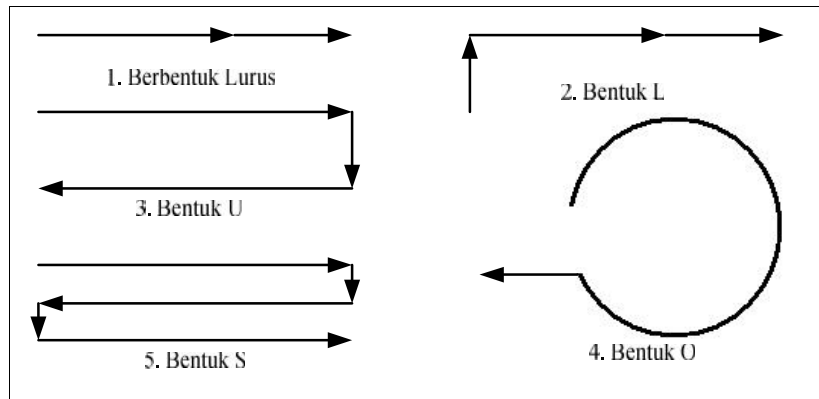 1. Berbentuk Lurus
2. Bentuk L
3. Bentuk U
4. Bentuk O
5. Bentuk S